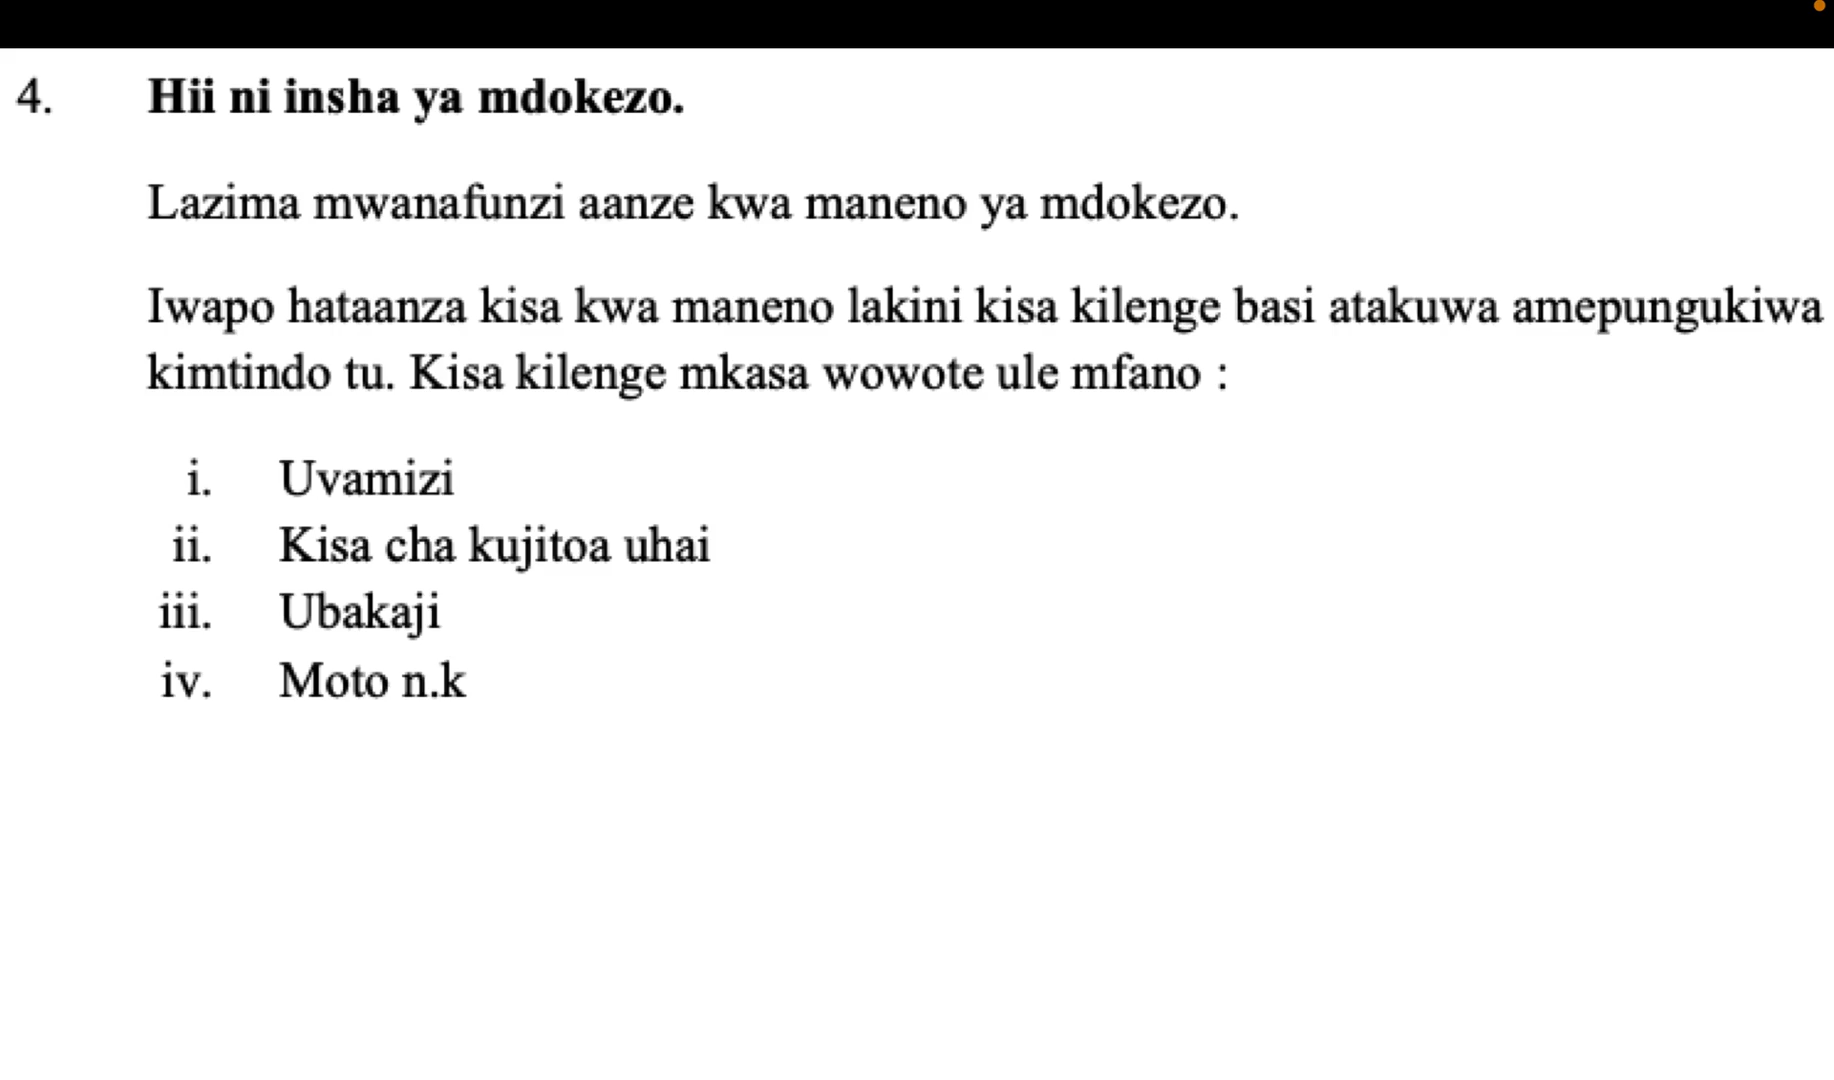 4. Hii ni insha ya mdokezo.
Lazima mwanafunzi aanze kwa maneno ya mdokezo.
Iwapo hataanza kisa kwa maneno lakini kisa kilenge basi atakuwa amepungukiwa
kimtindo tu. Kisa kilenge mkasa wowote ule mfano :
i. Uvamizi
ii. Kisa cha kujitoa uhai
iii. Ubakaji
iv. Moto n.k